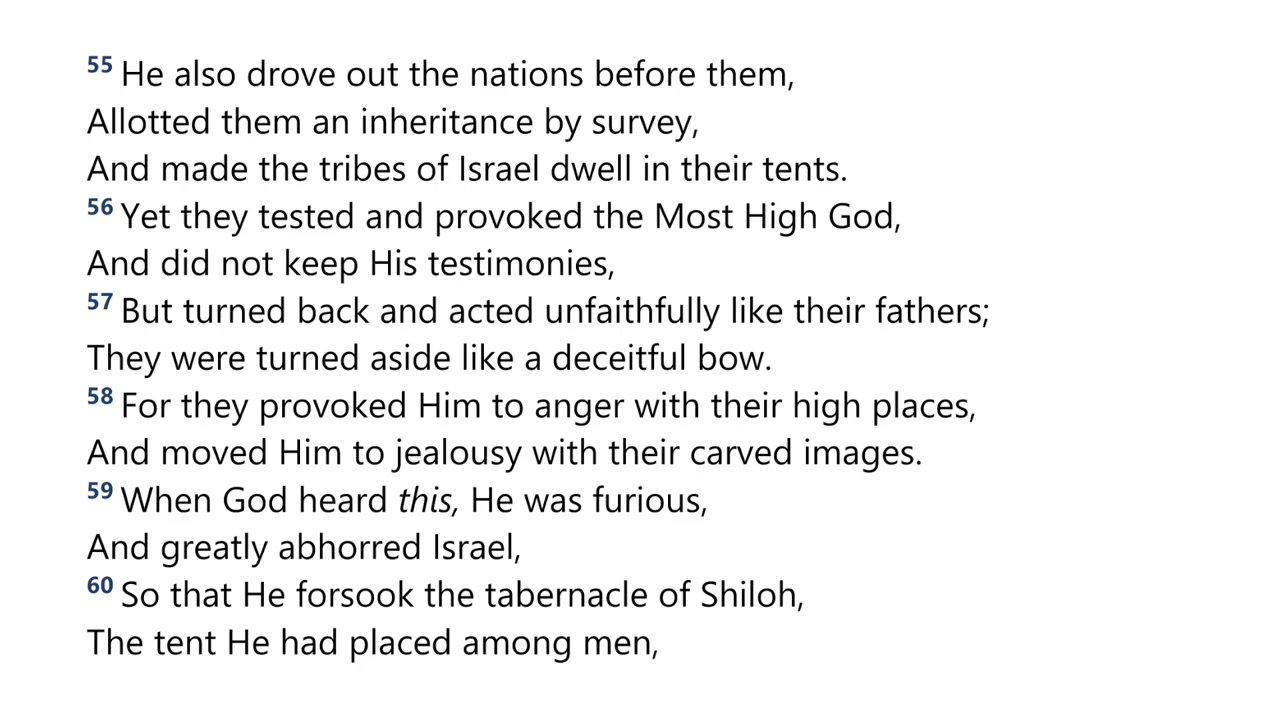 55 He also drove out the nations before them,
Allotted them an inheritance by survey,
And made the tribes of Israel dwell in their tents.
56 Yet they tested and provoked the Most High God,
And did not keep His testimonies,
57 But turned back and acted unfaithfully like their fathers;
They were turned aside like a deceitful bow.
58 For they provoked Him to anger with their high places,
And moved Him to jealousy with their carved images.
59 When God heard this, He was furious,
And greatly abhorred Israel,
60 So that He forsook the tabernacle of Shiloh,
The tent He had placed among men,